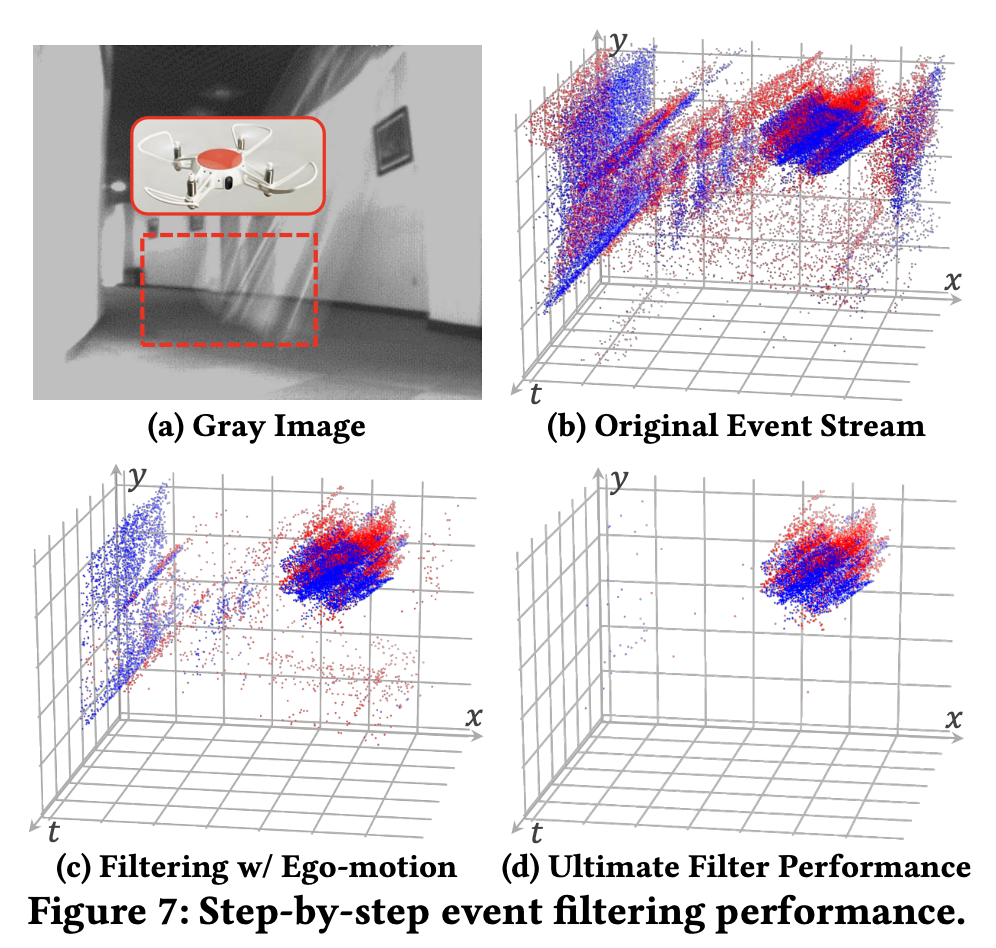 y
x
t
(a) Gray Image
(b) Original Event Stream
y
x
t
y
x
t
(c) Filtering w/ Ego-motion
(d) Ultimate Filter Performance
Figure 7: Step-by-step event filtering performance.